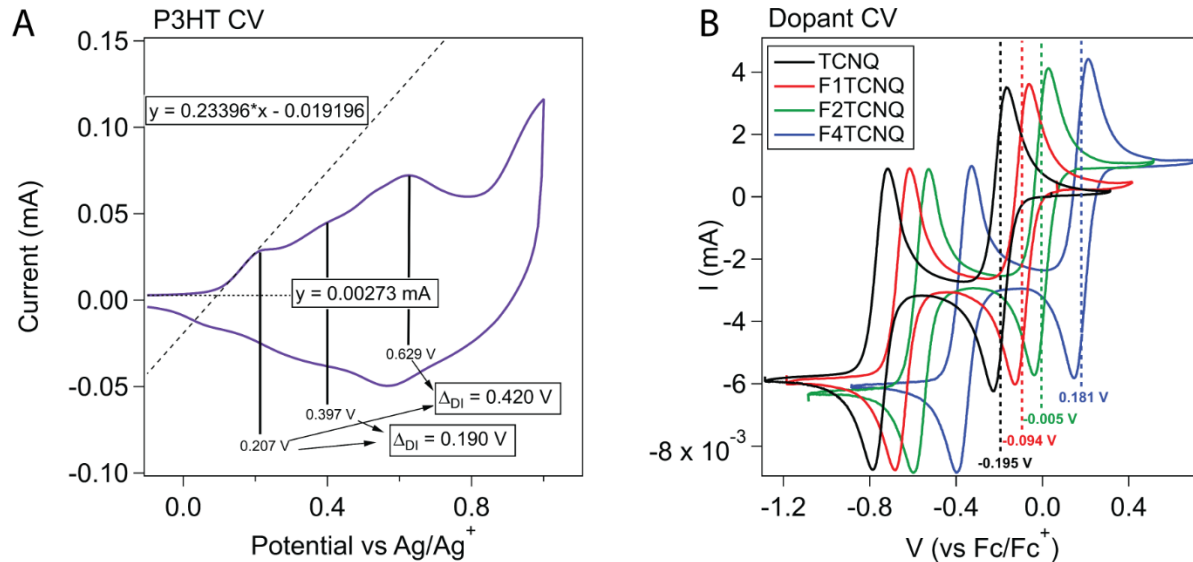 A
P3HT CV
0.15
0.10
0.05
0.00
-0.05
-0.10
Current (mA)
y = 0.23396*x - 0.019196
y = 0.00273 mA
0.629 V
0.397 V
0.207 V
ΔDI = 0.420 V
ΔDI = 0.190 V
0.0
0.4
0.8
Potential vs Ag/Ag+
B
Dopant CV
TCNQ
F1TCNQ
F2TCNQ
F4TCNQ
4
2
0
-2
-4
-6
-8 x 10-3
I (mA)
0.181 V
-0.005 V
-0.094 V
-0.195 V
-1.2
-0.8
-0.4
0.0
0.4
V (vs Fc/Fc+)